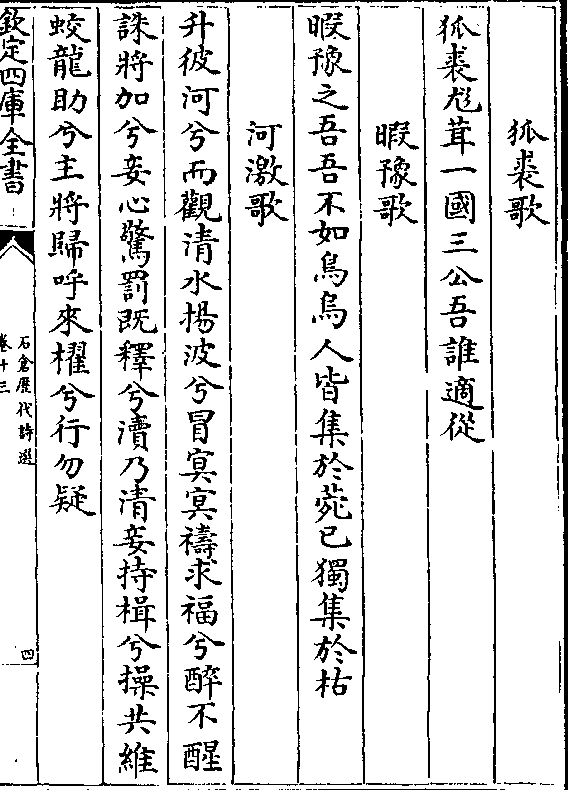 狐裘歌
狐裘尨茸一國三公吾誰適從
暇豫歌
暇豫之吾吾不如鳥烏人皆集於菀已獨集於枯
河激歌
升彼河兮而觀清水揚波兮冒㝠㝠禱求福兮醉不醒
誅將加兮妾心驚罰既釋兮瀆乃清妾持楫兮操其維
蛟龍助兮主將歸呼來櫂兮行勿疑
欽定四庫全書
石倉歷代詩選
卷十三
四